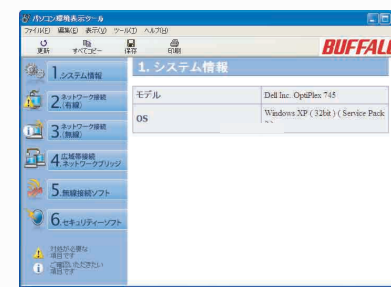 パソコン環境表示ツール
ファイル(F) 編集(E) 表示(V) ツール(T) ヘルプ(H)
更新 すべてコピー 保存 印刷
BUFFALO
1.システム情報
2.ネットワーク接続
(有線)
3.ネットワーク接続
(無線)
4.広域帯接続
ネットワークブリッジ
5.無線接続ソフト
6.セキュリティーソフト
対処が必要な
項目です
ご確認いただきたい
項目です
1. システム情報
モデル Dell Inc. OptiPlex 745
OS Windows XP ( 32bit ) ( Service Pack